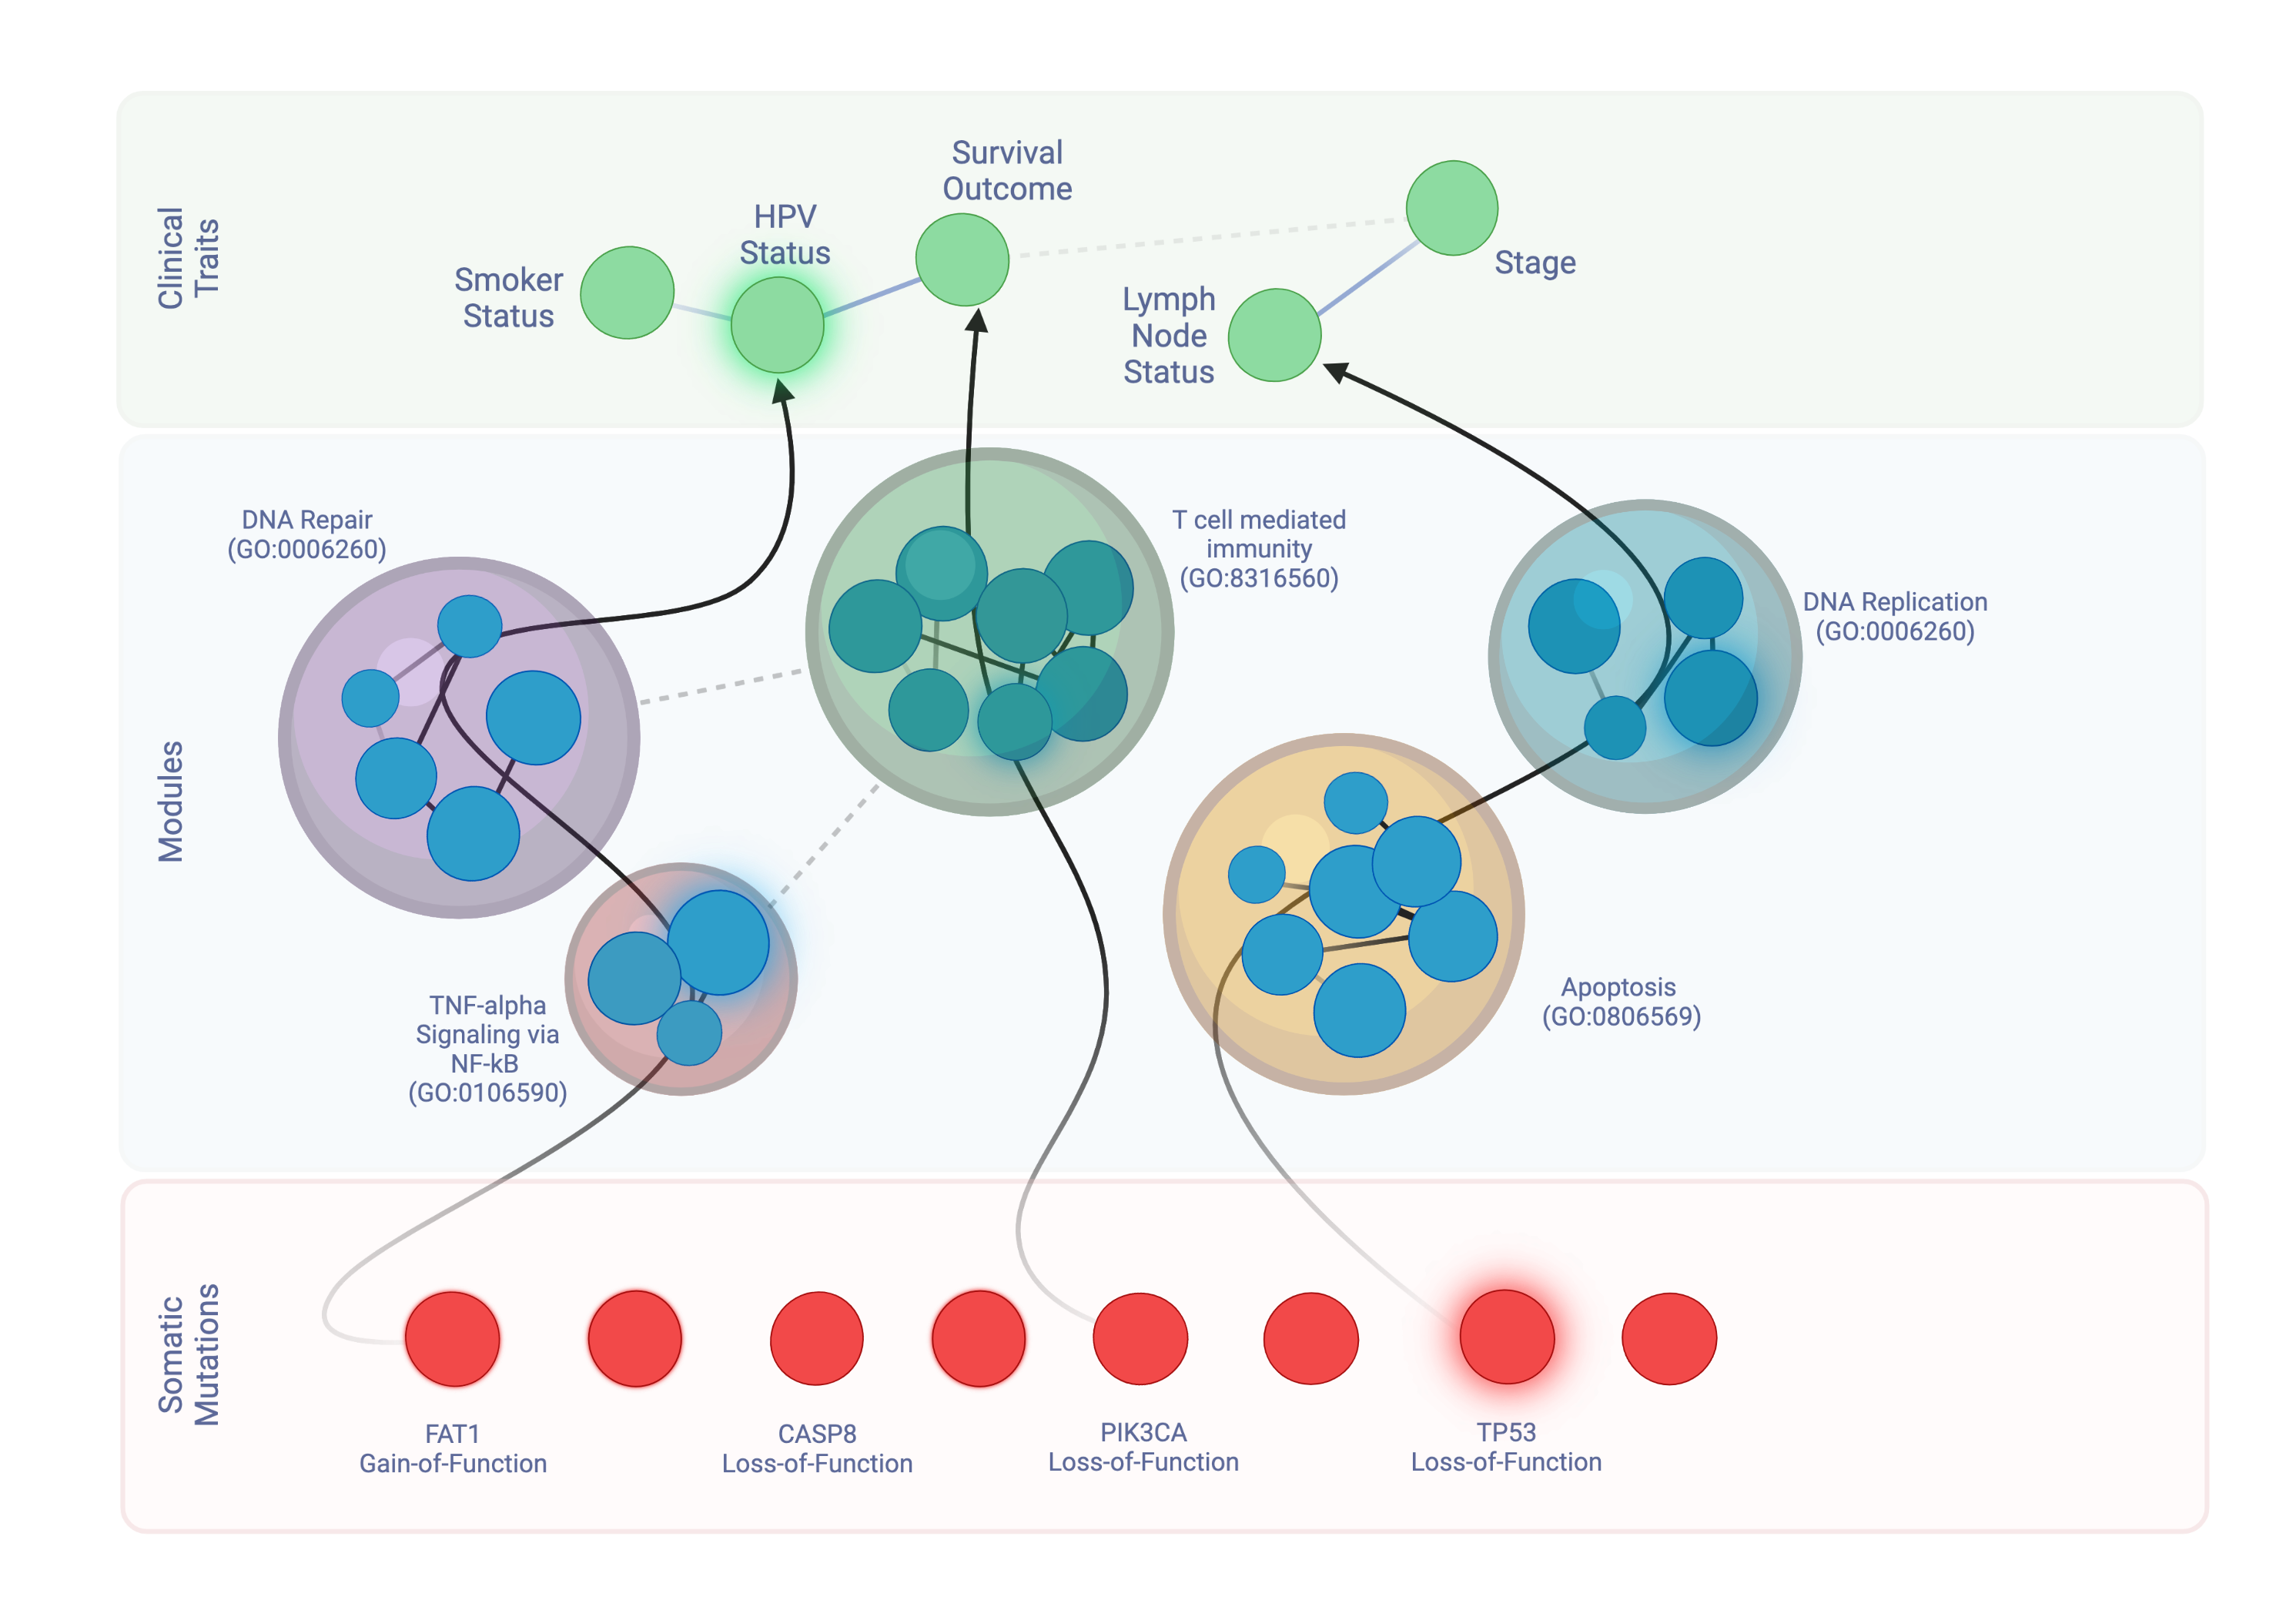 Clinical
Traits
Smoker
Status
HPV
Status
Survival
Outcome
Lymph
Node
Status
Stage
Modules
DNA Repair
(GO:0006260)
T cell mediated
immunity
(GO:8316560)
DNA Replication
(GO:0006260)
TNF-alpha
Signaling via
NF-kB
(GO:0106590)
Apoptosis
(GO:0806569)
Somatic
Mutations
FAT1
Gain-of-Function
CASP8
Loss-of-Function
PIK3CA
Loss-of-Function
TP53
Loss-of-Function